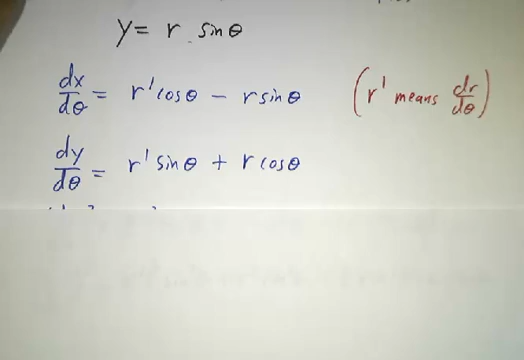 y = r sinθ
dx/dθ = r' cosθ − r sinθ (r' means dr/dθ)
dy/dθ = r' sinθ + r cosθ